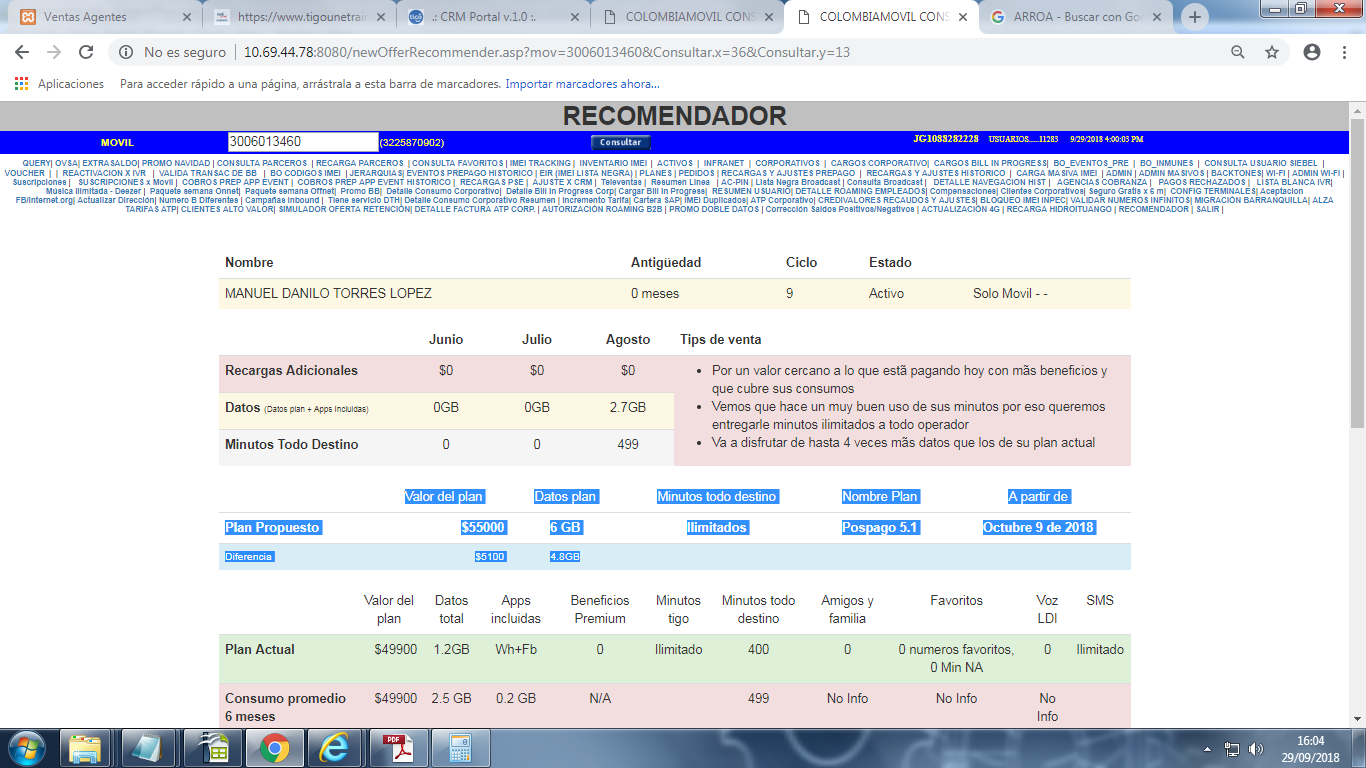 Ventas Agentes
https://www.tigounetrain
.: CRM Portal v.1.0 :.
COLOMBIAMOVIL CONS
COLOMBIAMOVIL CONS
ARROA - Buscar con Goo
No es seguro | 10.69.44.78:8080/newOfferRecommender.asp?mov=3006013460&Consultar.x=36&Consultar.y=13
Aplicaciones Para acceder rápido a una página, arrástrala a esta barra de marcadores. Importar marcadores ahora...
RECOMENDADOR
MOVIL 3006013460 (3225870902) Consultar JG1088282228 USUARIOS.....11283 9/29/2018 4:00:03 PM
QUERY| OVSA| EXTRASALDO| PROMO NAVIDAD | CONSULTA PARCEROS | RECARGA PARCEROS | CONSULTA FAVORITOS | IMEI TRACKING | INVENTARIO IMEI | ACTIVOS | INFRANET | CORPORATIVOS | CARGOS CORPORATIVO| CARGOS BILL IN PROGRESS| BO_EVENTOS_PRE | BO_INMUNES | CONSULTA USUARIO SIEBEL |
VOUCHER | | REACTIVACION X IVR | VALIDA TRANSAC DE BB | BO CODIGOS IMEI | JERARQUIAS| EVENTOS PREPAGO HISTORICO | EIR (IMEI LISTA NEGRA) | PLANES | PEDIDOS | RECARGAS Y AJUSTES PREPAGO | RECARGAS Y AJUSTES HISTORICO | CARGA MASIVA IMEI | ADMIN | ADMIN MASIVOS | BACKTONES| WI-FI | ADMIN WI-FI |
Suscripciones | SUSCRIPCIONES x Movil | COBROS PREP APP EVENT | COBROS PREP APP EVENT HISTORICO | RECARGAS PSE | AJUSTE X CRM | Televentas | Resumen Linea | AC-PIN | Lista Negra Broadcast | Consulta Broadcast | DETALLE NAVEGACION HIST | AGENCIAS COBRANZA | PAGOS RECHAZADOS | LISTA BLANCA IVR|
Musica Ilimitada - Deezer | Paquete semana Offnet| Paquete semana Onnet| Promo BB| Detalle Consumo Corporativo| Detalle Bill In Progress Corp| Cargar Bill In Progress| RESUMEN USUARIO| DETALLE ROAMING EMPLEADOS| Compensaciones| Clientes Corporativos| Seguro Gratis x 6 m| CONFIG TERMINALES| Aceptacion
FB/Internet.org| Actualizar Dirección| Numero B Diferentes | Campañas Inbound | Tiene servicio DTH| Detalle Consumo Corporativo Resumen | Incremento Tarifa| Cartera SAP| IMEI Duplicados| ATP Corporativo| CREDIVALORES RECAUDOS Y AJUSTES| BLOQUEO IMEI INPEC| VALIDAR NUMEROS INFINITOS| MIGRACIÓN BARRANQUILLA| ALZA
TARIFAS ATP| CLIENTES ALTO VALOR| SIMULADOR OFERTA RETENCIÓN| DETALLE FACTURA ATP CORP. | AUTORIZACIÓN ROAMING B2B | PROMO DOBLE DATOS | Corrección Saldos Positivos/Negativos | ACTUALIZACIÓN 4G | RECARGA HIDROITUANGO | RECOMENDADOR | SALIR |
Nombre Antigüedad Ciclo Estado
MANUEL DANILO TORRES LOPEZ 0 meses 9 Activo Solo Movil - -
Junio Julio Agosto Tips de venta
Recargas Adicionales $0 $0 $0
Datos (Datos plan + Apps Incluidas) 0GB 0GB 2.7GB
Minutos Todo Destino 0 0 499
• Por un valor cercano a lo que estã pagando hoy con mãs beneficios y
que cubre sus consumos
• Vemos que hace un muy buen uso de sus minutos por eso queremos
entregarle minutos ilimitados a todo operador
• Va a disfrutar de hasta 4 veces mãs datos que los de su plan actual
Valor del plan Datos plan Minutos todo destino Nombre Plan A partir de
Plan Propuesto $55000 6 GB Ilimitados Pospago 5.1 Octubre 9 de 2018
Diferencia $5100 4.8GB
Valor del plan Datos total Apps incluidas Beneficios Premium Minutos tigo Minutos todo destino Amigos y familia Favoritos Voz LDI SMS
Plan Actual $49900 1.2GB Wh+Fb 0 Ilimitado 400 0 0 numeros favoritos, 0 Min NA 0 Ilimitado
Consumo promedio 6 meses $49900 2.5 GB 0.2 GB N/A 499 No Info No Info No Info
16:04
29/09/2018